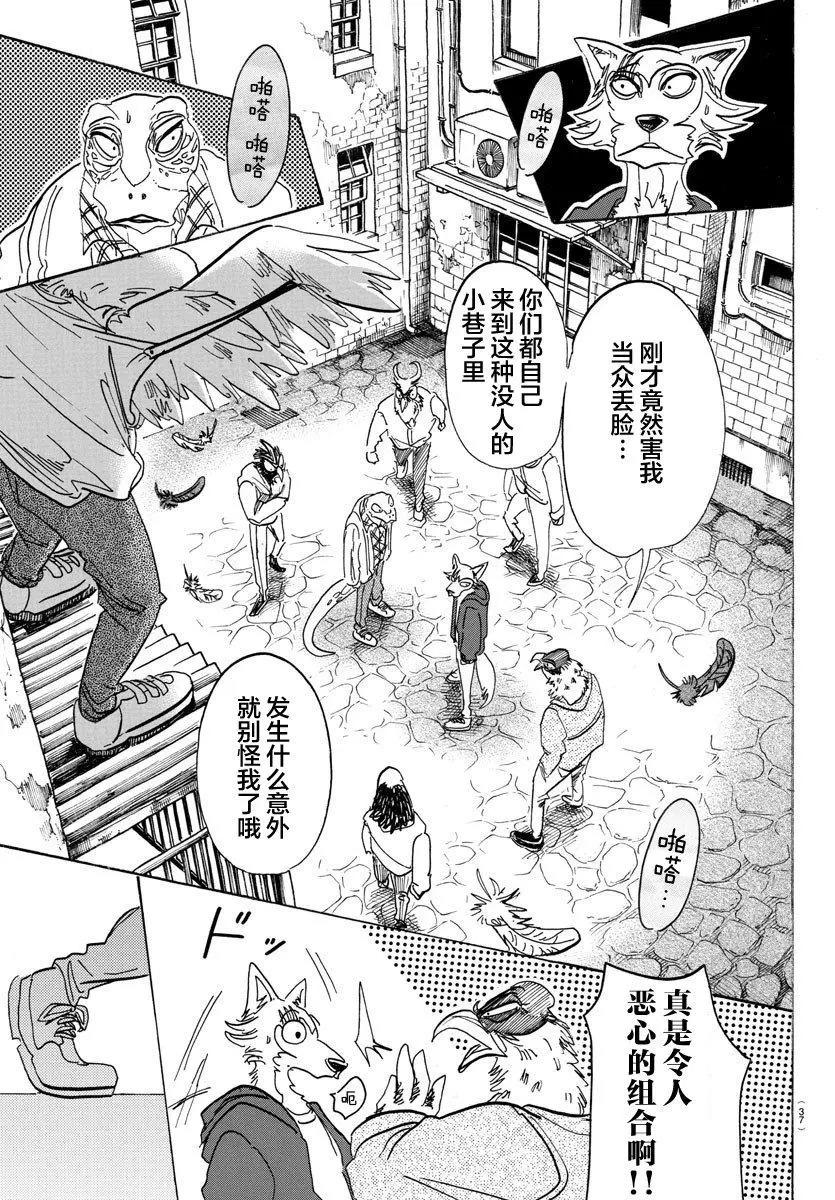 啪嗒
啪嗒
啪嗒
刚才竟然害我
当众丢脸…
你们都自己
来到这种没人的
小巷子里
发生什么意外
就别怪我了哦
啪嗒
真是令人
恶心的组合啊!!
呃
37